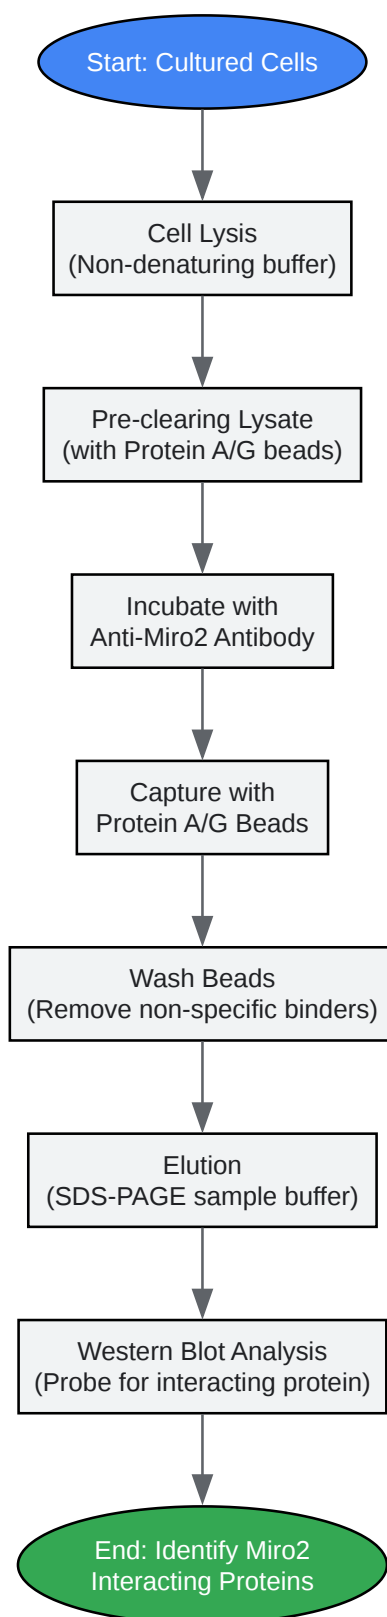 Start: Cultured Cells
Cell Lysis
(Non-denaturing buffer)
Pre-clearing Lysate
(with Protein A/G beads)
Incubate with
Anti-Miro2 Antibody
Capture with
Protein A/G Beads
Wash Beads
(Remove non-specific binders)
Elution
(SDS-PAGE sample buffer)
Western Blot Analysis
(Probe for interacting protein)
End: Identify Miro2
Interacting Proteins